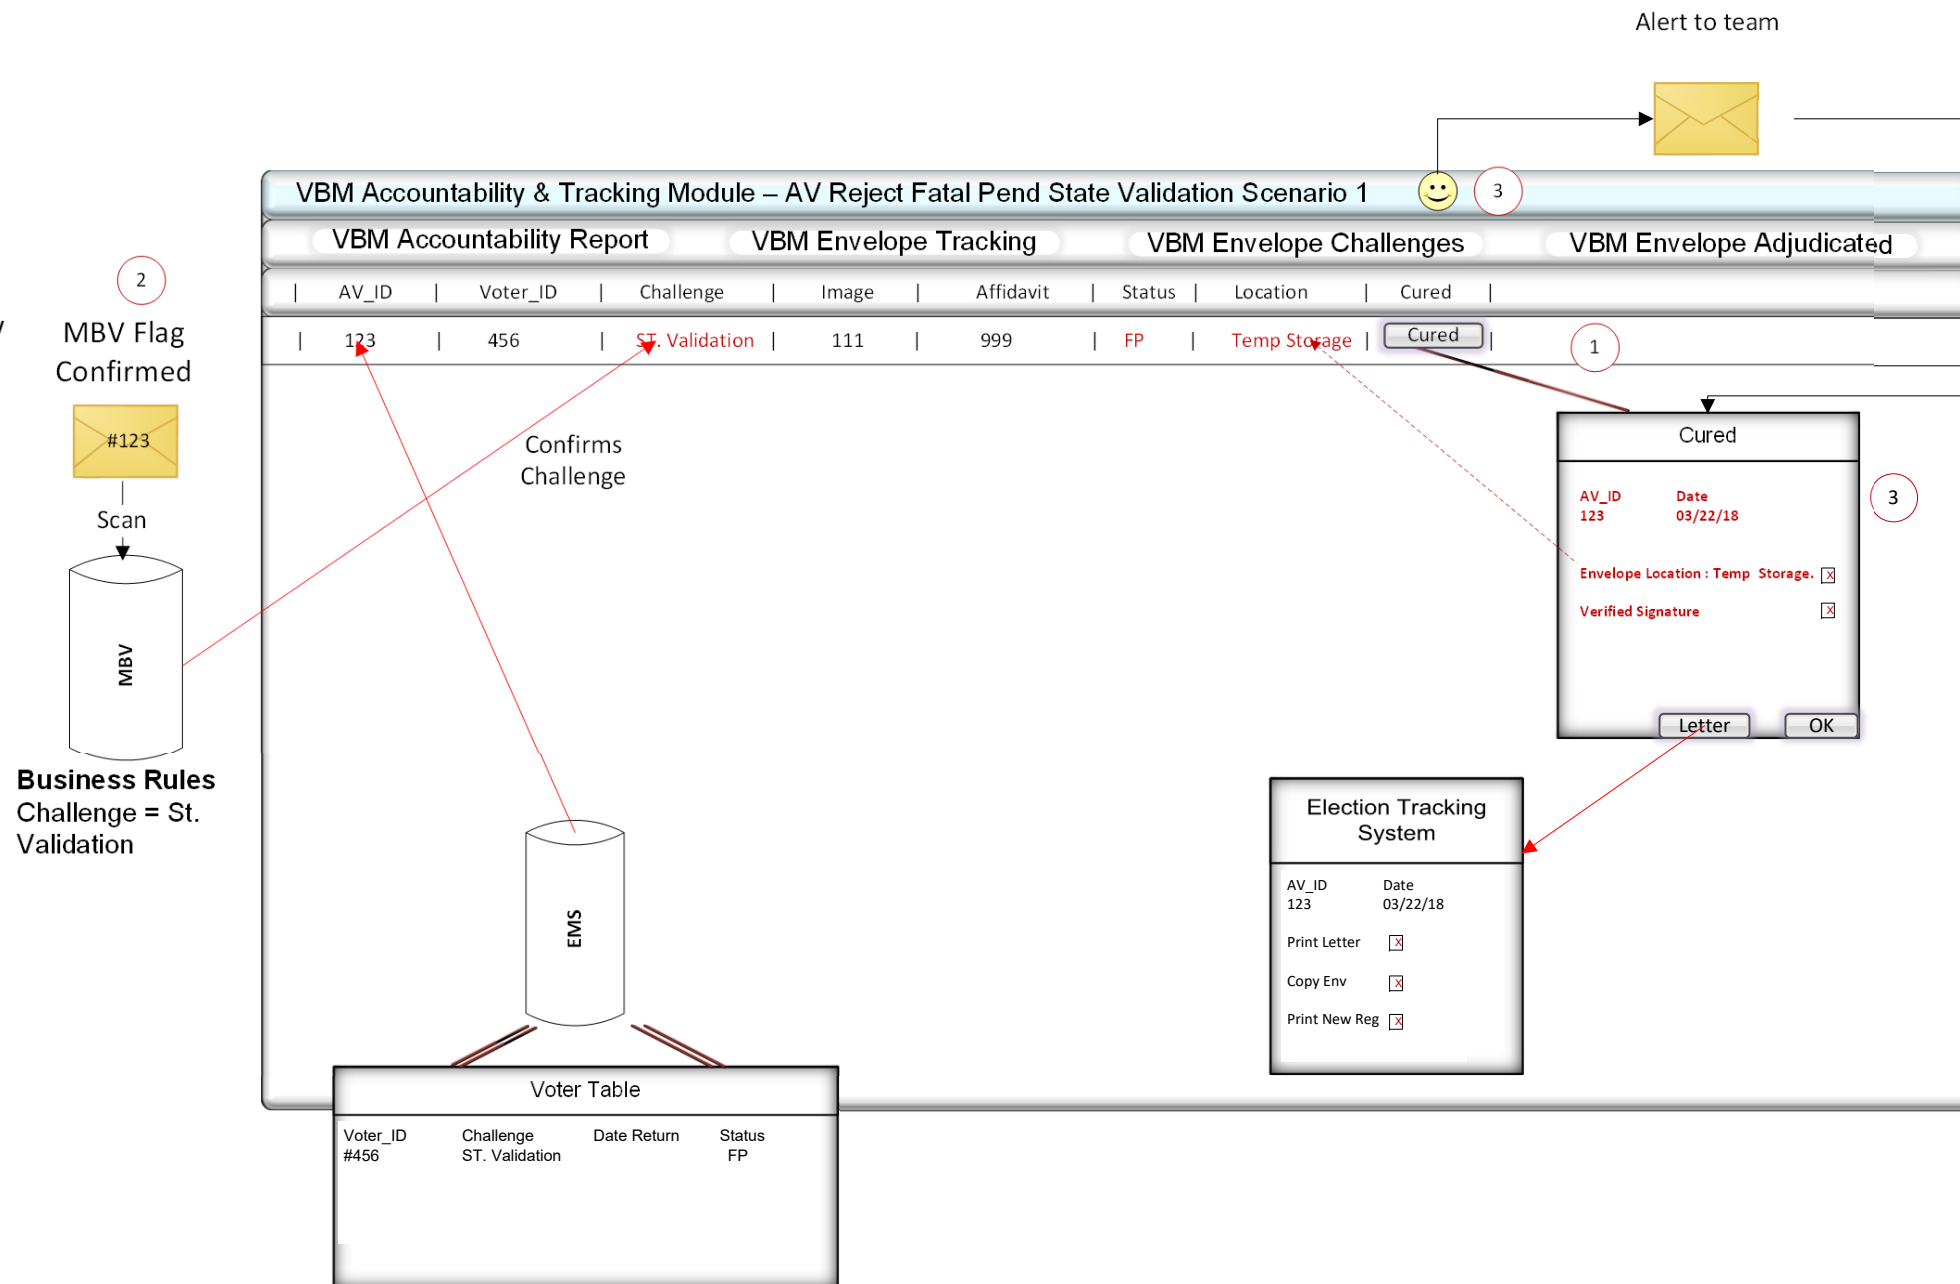 Alert to team
VBM Accountability & Tracking Module – AV Reject Fatal Pend State Validation Scenario 1
3
VBM Accountability Report
VBM Envelope Tracking
VBM Envelope Challenges
VBM Envelope Adjudicated
| AV_ID | Voter_ID | Challenge | Image | Affidavit | Status | Location | Cured |
| 123 | 456 | ST. Validation | 111 | 999 | FP | Temp Storage | Cured |
1
2
MBV Flag
Confirmed
#123
Scan
MBV
Business Rules
Challenge = St.
Validation
Confirms
Challenge
Cured
AV_ID Date
123 03/22/18
Envelope Location : Temp Storage. X
Verified Signature X
Letter OK
3
Election Tracking
System
AV_ID Date
123 03/22/18
Print Letter X
Copy Env X
Print New Reg X
EMS
Voter Table
Voter_ID Challenge Date Return Status
#456 ST. Validation FP